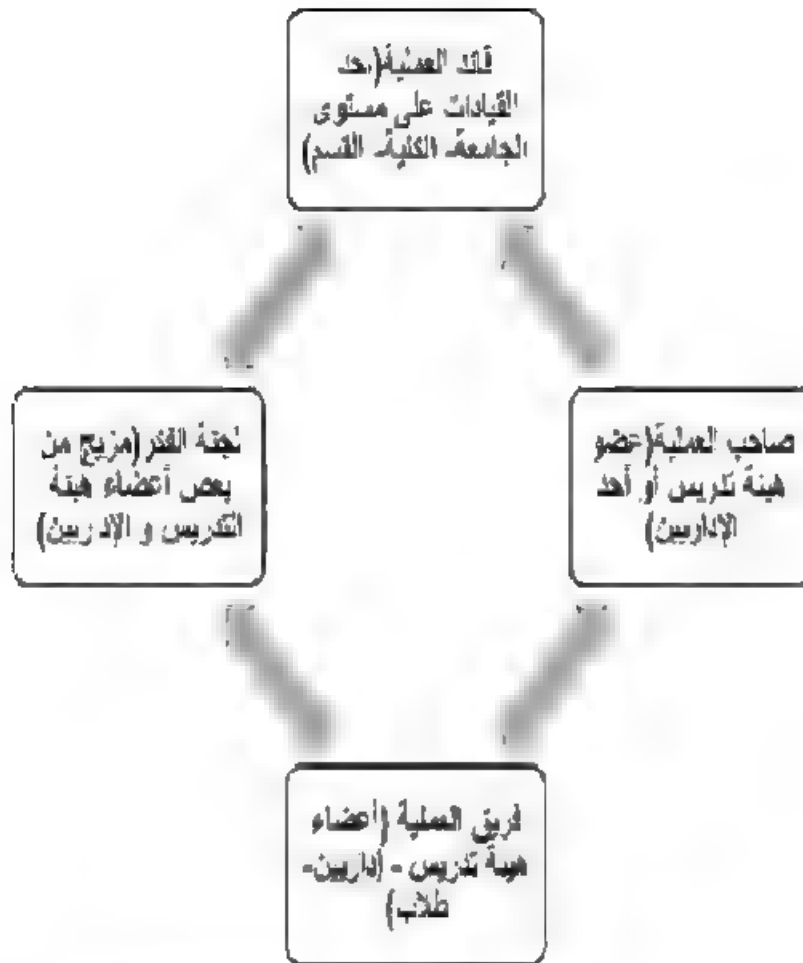 قائد العملية(أحد
القيادات على مستوى
الجامعة- الكلية- القسم)
صاحب العملية(عضو
هيئة تدريس أو أحد
الإداريين)
لجنة (مزيج من
بعض أعضاء هيئة
التدريس و الإداريين)
فريق العملية (أعضاء
هيئة تدريس - إداريين-
طلاب)